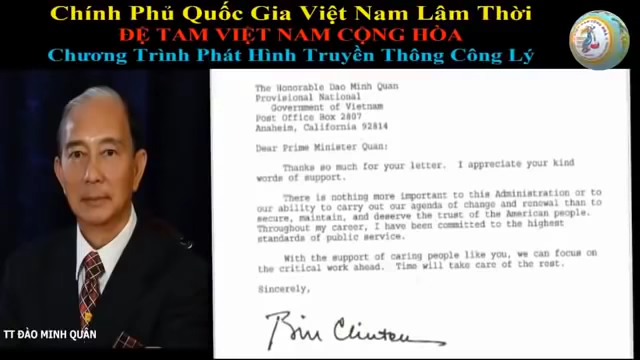 Chính Phủ Quốc Gia Việt Nam Lâm Thời
ĐỆ TAM VIỆT NAM CỘNG HÒA
Chương Trình Phát Hình Truyền Thông Công Lý
The Honorable Dao Minh Quan
Provisional National
Government of Vietnam
Post Office Box 2807
Anaheim, California 92814
Dear Prime Minister Quan:
Thanks so much for your letter. I appreciate your kind
words of support.
There is nothing more important to this Administration or to
our ability to carry out our agenda of change and renewal than to
secure, maintain, and deserve the trust of the American people.
Throughout my career, I have been committed to the highest
standards of public service.
With the support of caring people like you, we can focus on
the critical work ahead. Time will take care of the rest.
Sincerely,
Bill Clinton
TT ĐÀO MINH QUÂN